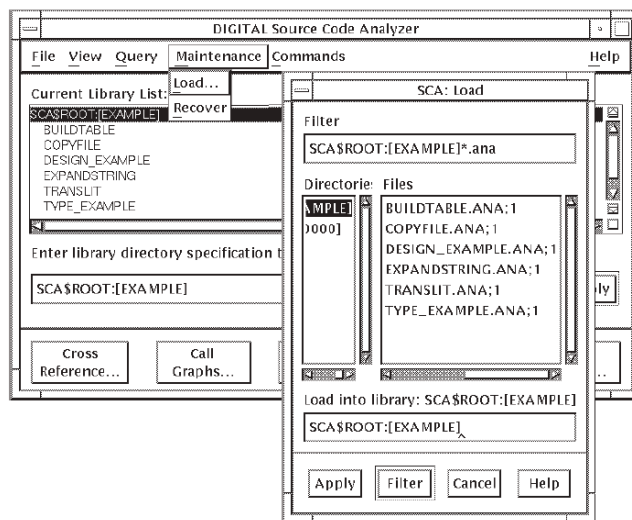 DIGITAL Source Code Analyzer
File View Query Maintenance Commands Help
Load...
Recover
Current Library List:
SCA$ROOT:[EXAMPLE]
BUILDTABLE
COPYFILE
DESIGN_EXAMPLE
EXPANDSTRING
TRANSLIT
TYPE_EXAMPLE
Enter library directory specification t
SCA$ROOT:[EXAMPLE]
ly
Cross
Reference...
Call
Graphs...
..
SCA: Load
Filter
SCA$ROOT:[EXAMPLE]*.ana
Directorie Files
AMPLE]
0000]
BUILDTABLE.ANA;1
COPYFILE.ANA;1
DESIGN_EXAMPLE.ANA;1
EXPANDSTRING.ANA;1
TRANSLIT.ANA;1
TYPE_EXAMPLE.ANA;1
Load into library: SCA$ROOT:[EXAMPLE]
SCA$ROOT:[EXAMPLE]
Apply Filter Cancel Help